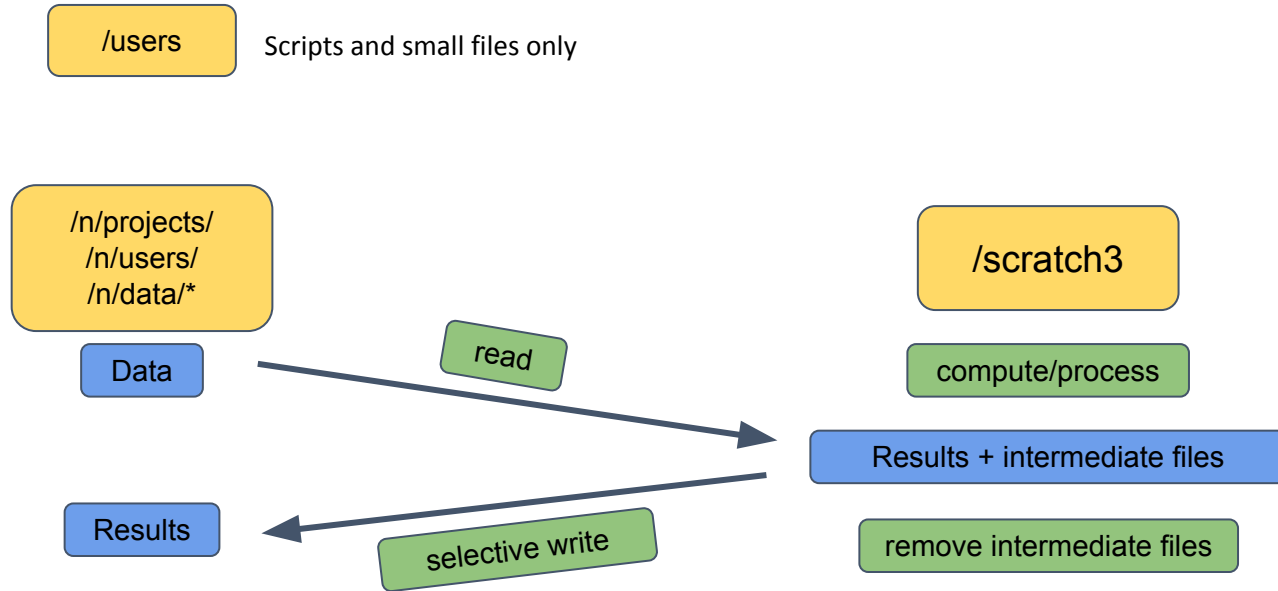 /users
Scripts and small files only
/n/projects/
/n/users/
/n/data/*
/scratch3
Data
read
compute/process
Results + intermediate files
Results
selective write
remove intermediate files